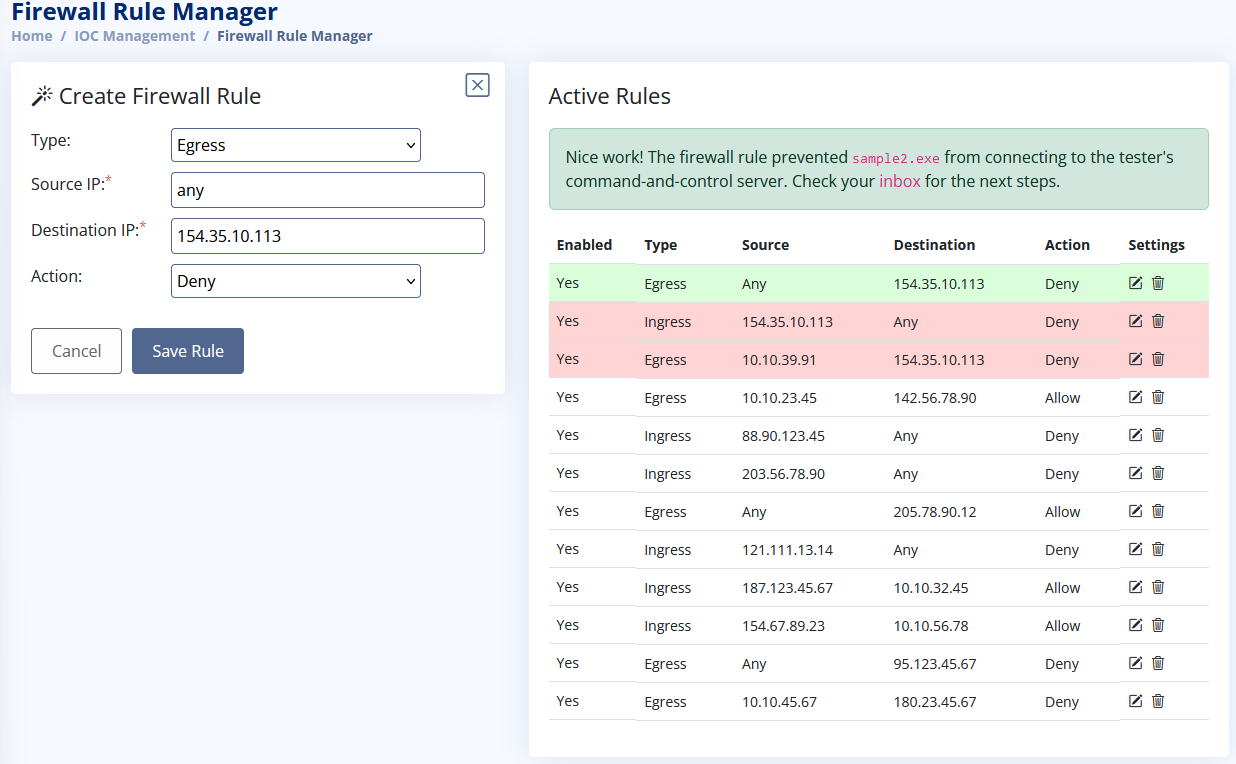 Firewall Rule Manager
Home / IOC Management / Firewall Rule Manager
Create Firewall Rule
Type: Egress
Source IP:* any
Destination IP:* 154.35.10.113
Action: Deny
Cancel Save Rule
Active Rules
Nice work! The firewall rule prevented sample2.exe from connecting to the tester's
command-and-control server. Check your inbox for the next steps.
Enabled Type Source Destination Action Settings
Yes Egress Any 154.35.10.113 Deny
Yes Ingress 154.35.10.113 Any Deny
Yes Egress 10.10.39.91 154.35.10.113 Deny
Yes Egress 10.10.23.45 142.56.78.90 Allow
Yes Ingress 88.90.123.45 Any Deny
Yes Ingress 203.56.78.90 Any Deny
Yes Egress Any 205.78.90.12 Allow
Yes Ingress 121.111.13.14 Any Deny
Yes Ingress 187.123.45.67 10.10.32.45 Allow
Yes Ingress 154.67.89.23 10.10.56.78 Allow
Yes Egress Any 95.123.45.67 Deny
Yes Egress 10.10.45.67 180.23.45.67 Deny